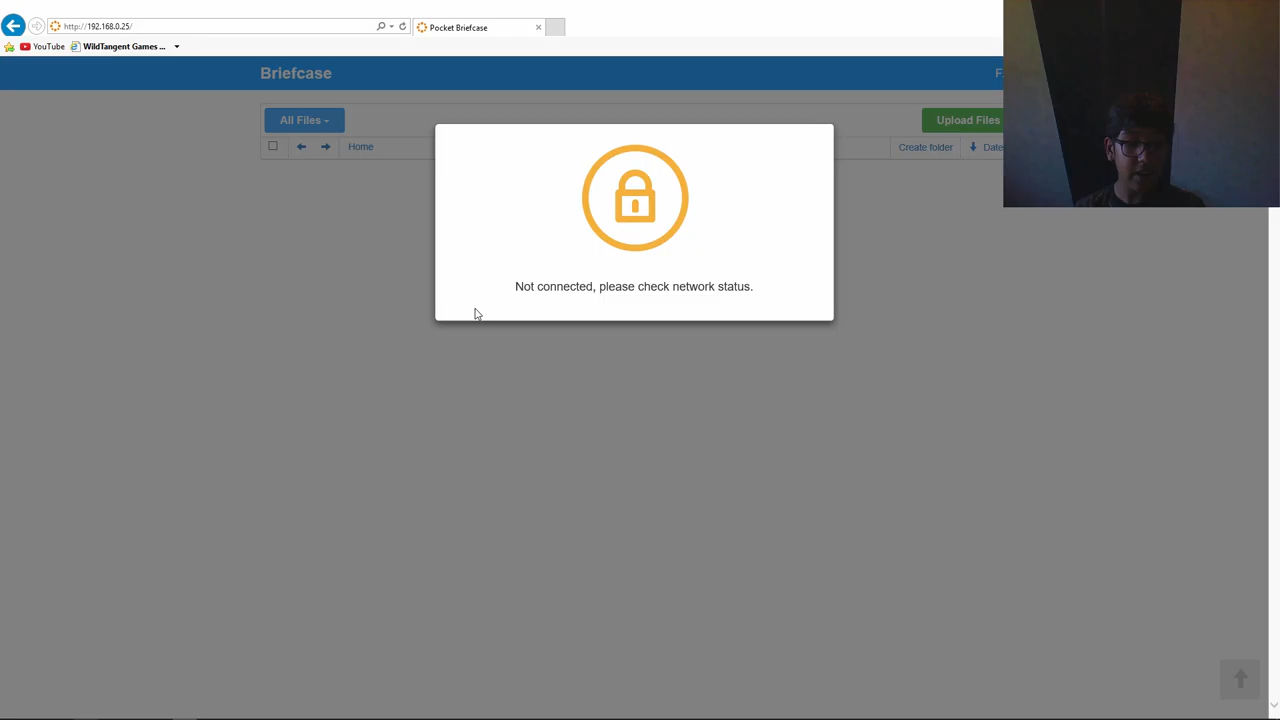 http://192.168.0.25/
Pocket Briefcase
YouTube
WildTangent Games ...
Briefcase
F
All Files
Upload Files
Home
Create folder
Date
Not connected, please check network status.